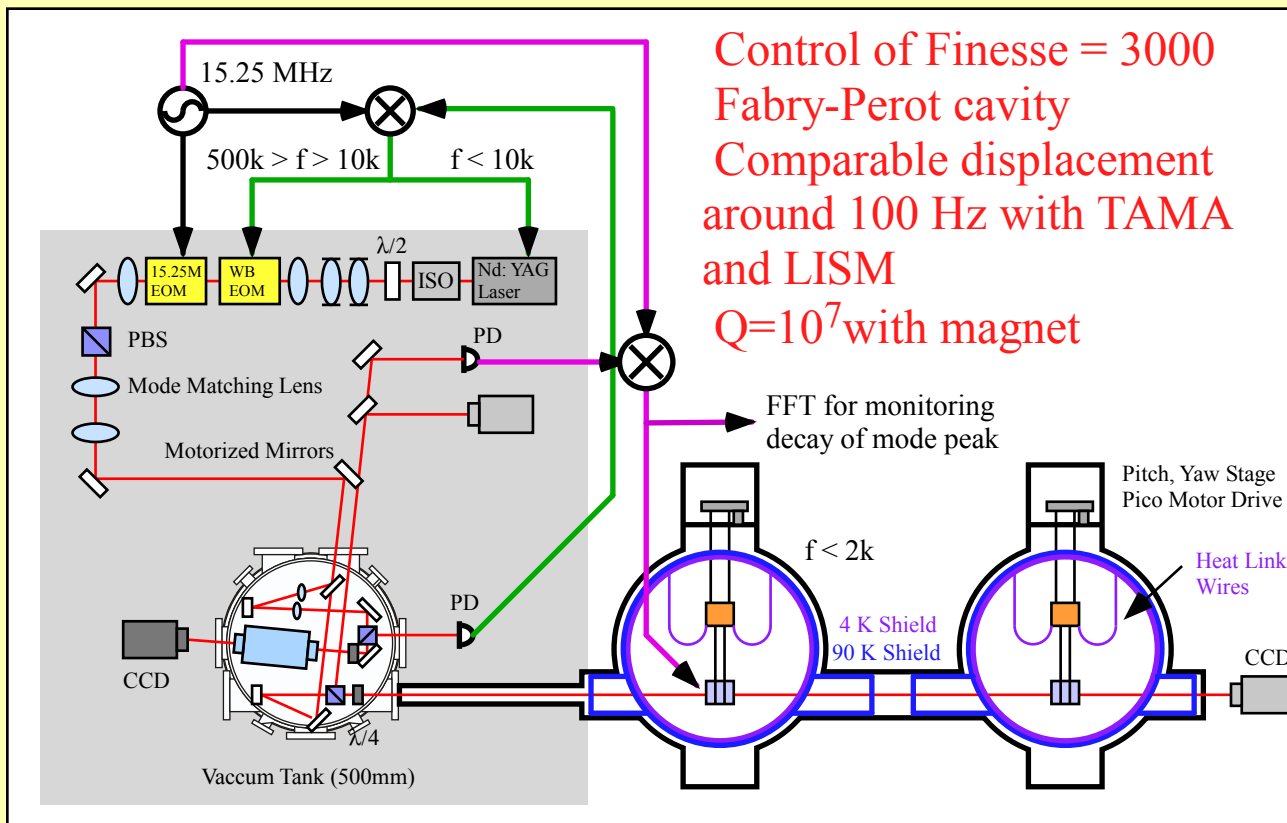 Control of Finesse = 3000
Fabry-Perot cavity
Comparable displacement
around 100 Hz with TAMA
and LISM
Q=10⁷with magnet
15.25 MHz
500k > f > 10k
f < 10k
λ/2
15.25M
EOM
WB
EOM
ISO
Nd: YAG
Laser
PBS
PD
Mode Matching Lens
FFT for monitoring
decay of mode peak
Motorized Mirrors
Pitch, Yaw Stage
Pico Motor Drive
f < 2k
Heat Link
Wires
PD
4 K Shield
90 K Shield
CCD
CCD
λ/4
Vaccum Tank (500mm)